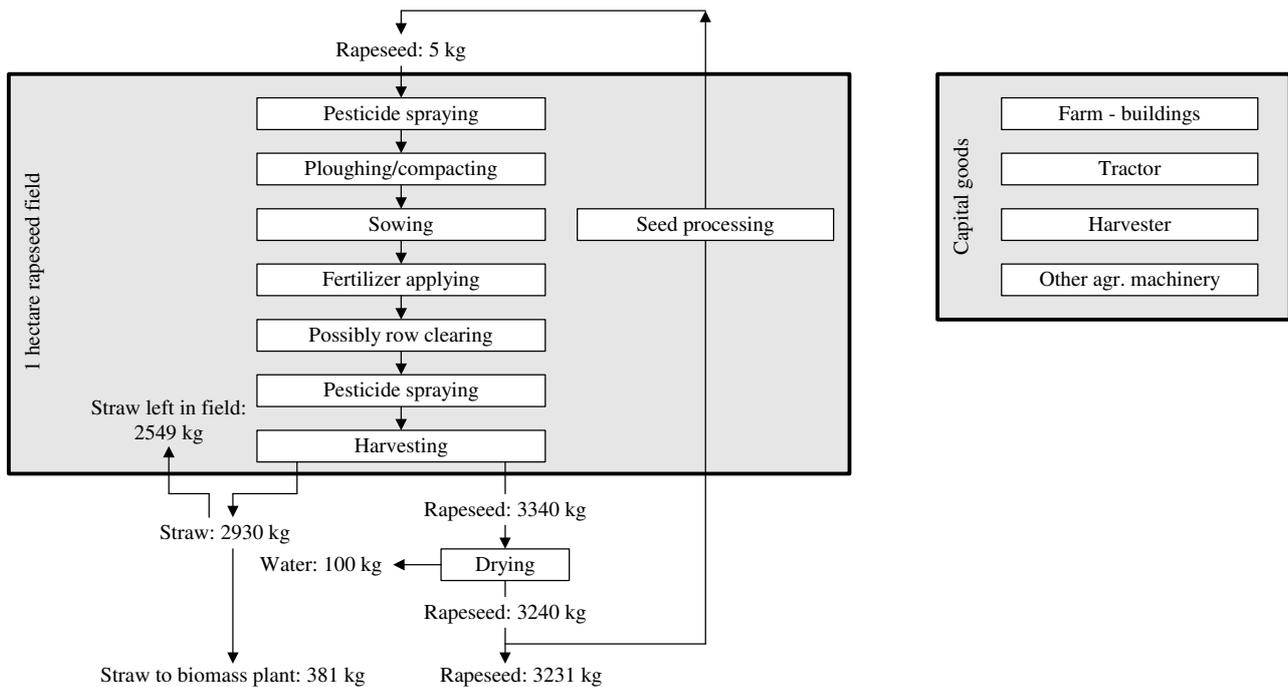 Rapeseed: 5 kg
1 hectare rapeseed field
Pesticide spraying
Ploughing/compacting
Sowing
Fertilizer applying
Possibly row clearing
Pesticide spraying
Harvesting
Seed processing
Straw left in field:
2549 kg
Straw: 2930 kg
Straw to biomass plant: 381 kg
Rapeseed: 3340 kg
Drying
Water: 100 kg
Rapeseed: 3240 kg
Rapeseed: 3231 kg
Capital goods
Farm - buildings
Tractor
Harvester
Other agr. machinery